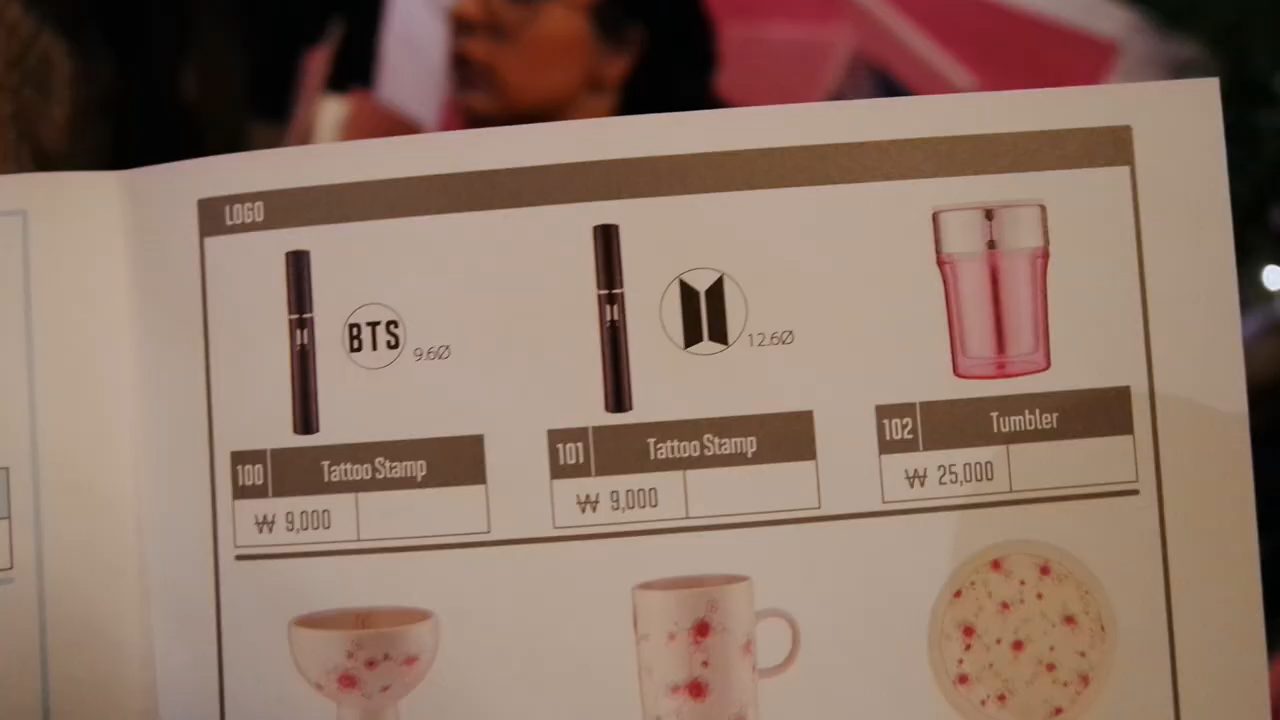 LOGO
BTS
9.6Ø
12.6Ø
100 Tattoo Stamp
₩ 9,000
101 Tattoo Stamp
₩ 9,000
102 Tumbler
₩ 25,000